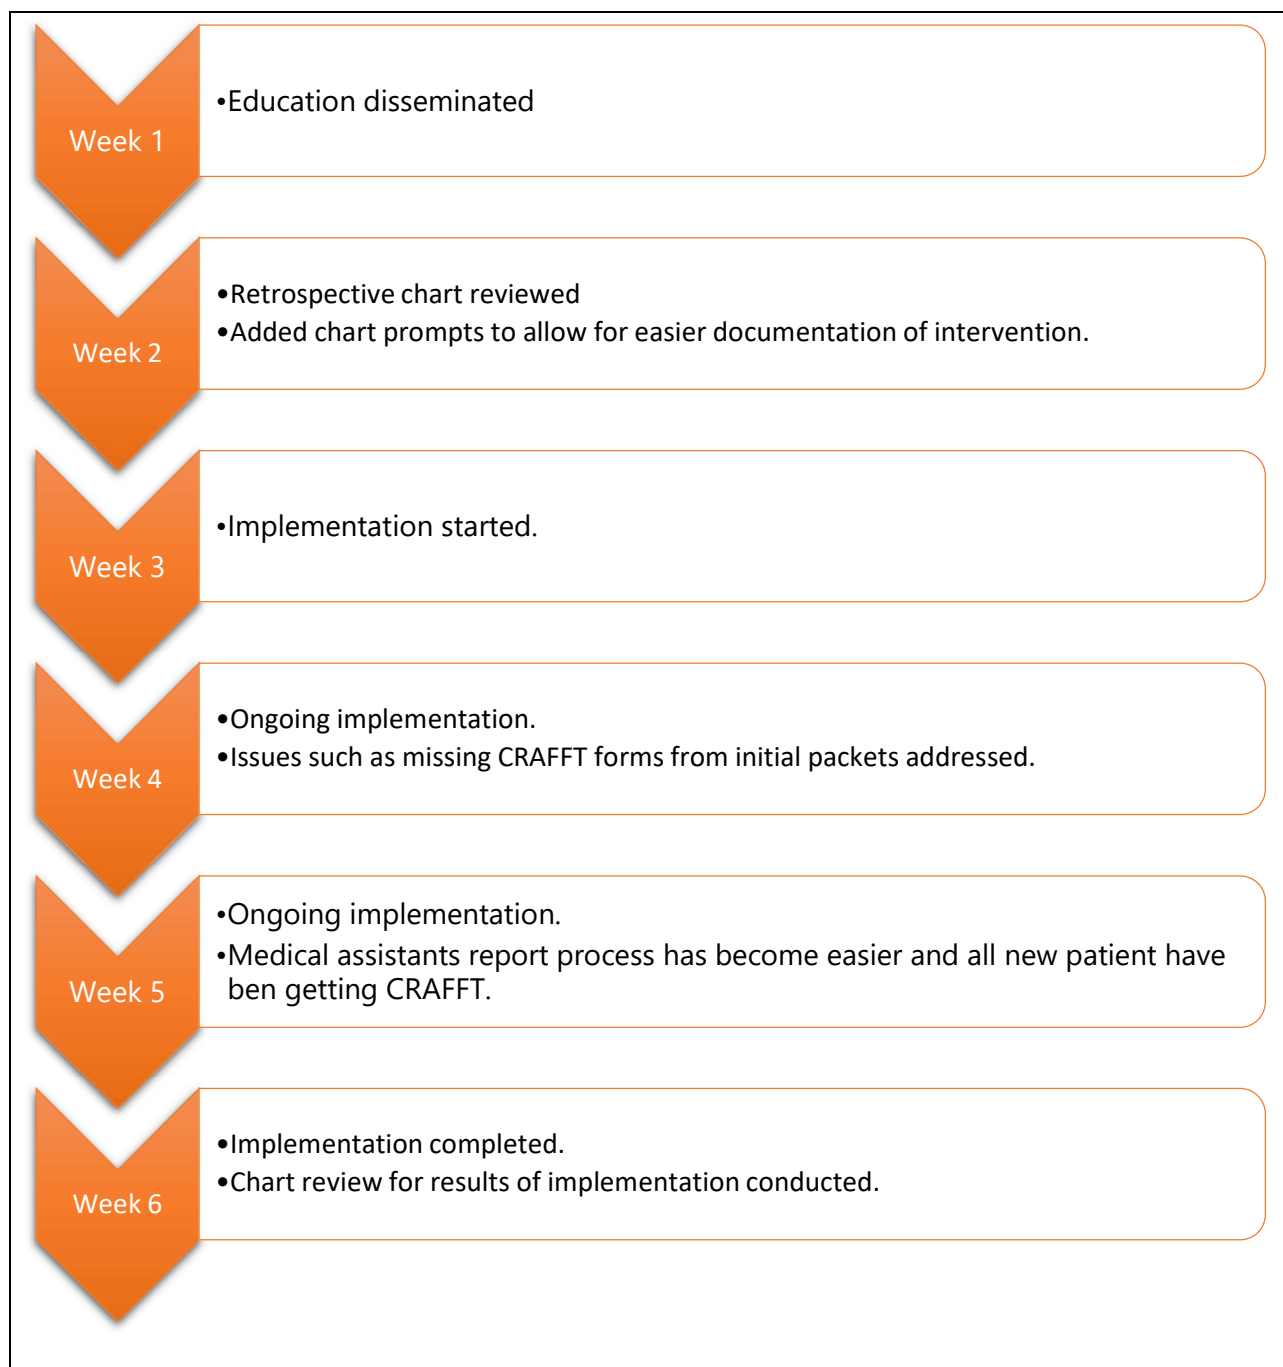 Week 1
•Education disseminated
Week 2
•Retrospective chart reviewed
•Added chart prompts to allow for easier documentation of intervention.
Week 3
•Implementation started.
Week 4
•Ongoing implementation.
•Issues such as missing CRAFFT forms from initial packets addressed.
Week 5
•Ongoing implementation.
•Medical assistants report process has become easier and all new patient have
ben getting CRAFFT.
Week 6
•Implementation completed.
•Chart review for results of implementation conducted.